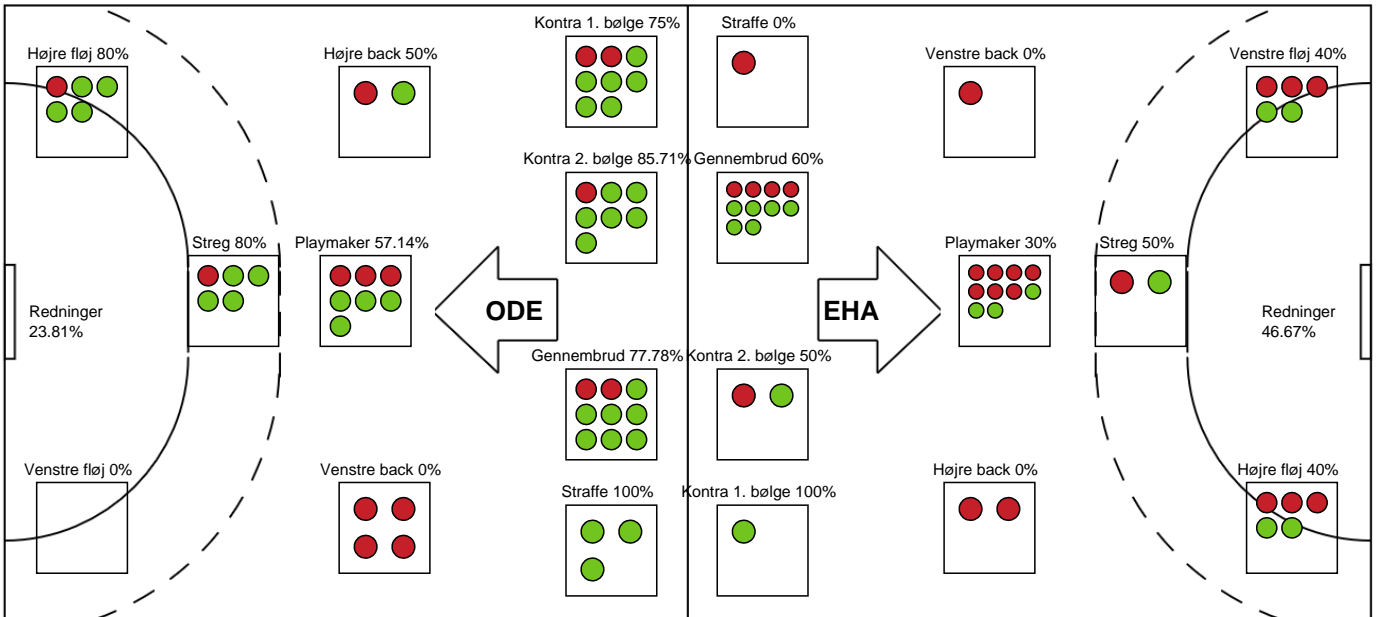 Kontra 1. bølge 75%
Straffe 0%
Højre fløj 80%
Højre back 50%
Venstre back 0%
Venstre fløj 40%
Kontra 2. bølge 85.71%
Gennembrud 60%
Streg 80%
Playmaker 57.14%
Playmaker 30%
Streg 50%
Redninger
23.81%
ODE
EHA
Redninger
46.67%
Gennembrud 77.78%
Kontra 2. bølge 50%
Venstre fløj 0%
Venstre back 0%
Højre back 0%
Højre fløj 40%
Straffe 100%
Kontra 1. bølge 100%